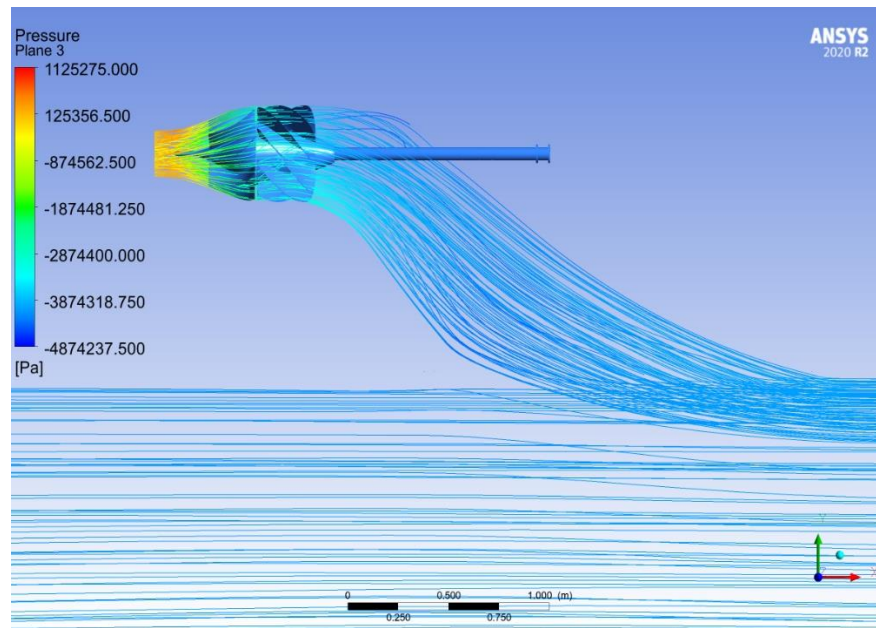 Pressure
Plane 3
1125275.000
125356.500
-874562.500
-1874481.250
-2874400.000
-3874318.750
-4874237.500
[Pa]
ANSYS
2020 R2
Y
X
0 0.500 1.000 (m)
0.250 0.750